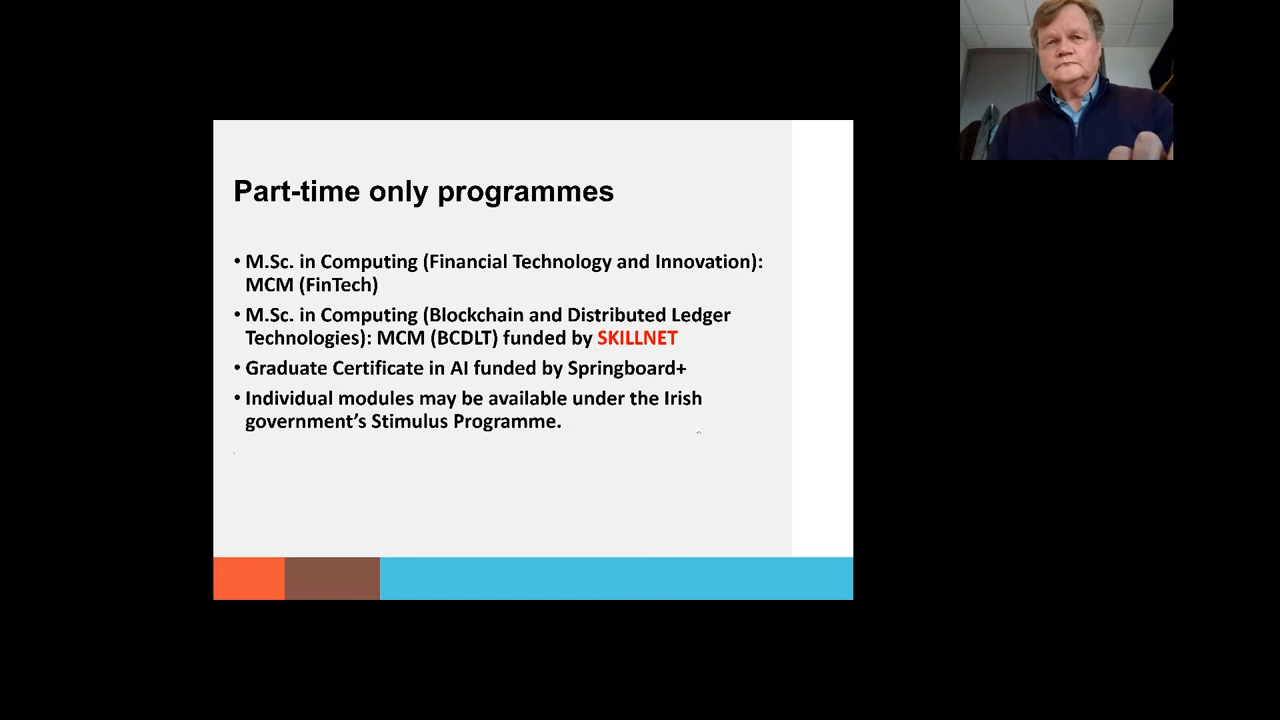 Part-time only programmes
• M.Sc. in Computing (Financial Technology and Innovation):
MCM (FinTech)
• M.Sc. in Computing (Blockchain and Distributed Ledger
Technologies): MCM (BCDLT) funded by SKILLNET
• Graduate Certificate in AI funded by Springboard+
• Individual modules may be available under the Irish
government’s Stimulus Programme.